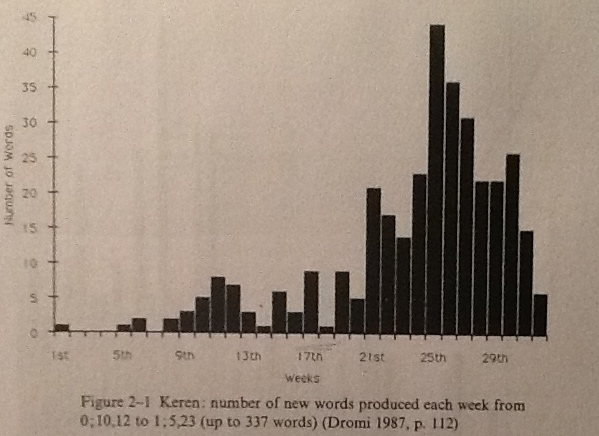 45
40
35
30
25
20
15
10
5
0
Number of Words
1st 5th 9th 13th 17th 21st 25th 29th
weeks
Figure 2–1 Keren: number of new words produced each week from
0;10,12 to 1;5,23 (up to 337 words) (Dromi 1987, p. 112)